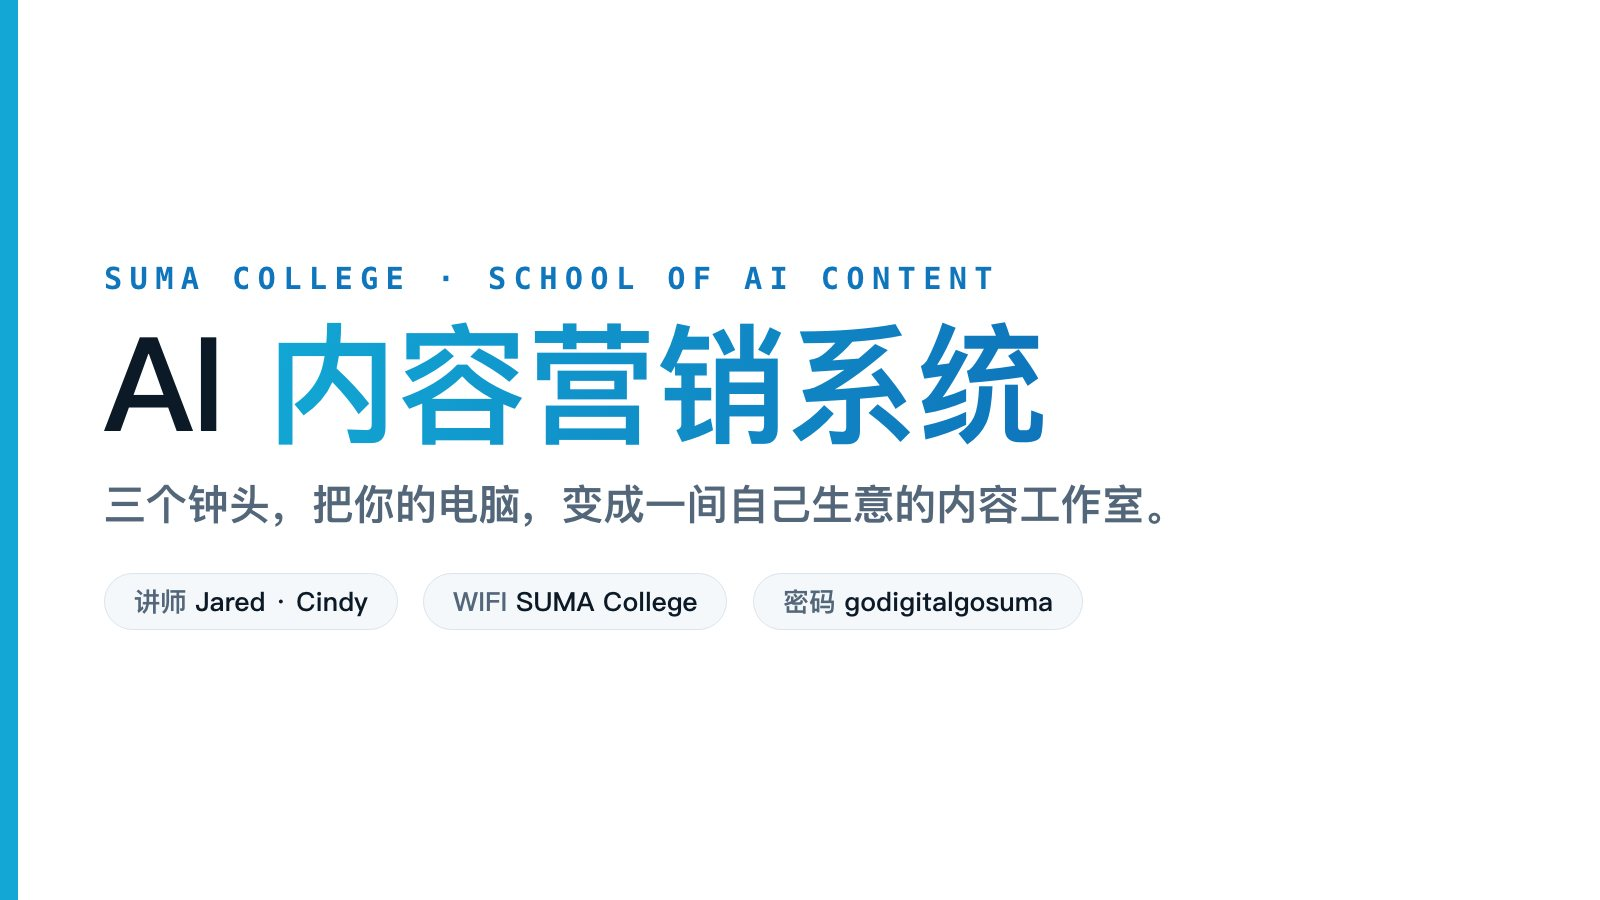 SUMA COLLEGE · SCHOOL OF AI CONTENT
AI 内容营销系统
三个钟头，把你的电脑，变成一间自己生意的内容工作室。
讲师 Jared · Cindy WIFI SUMA College 密码 godigitalgosuma